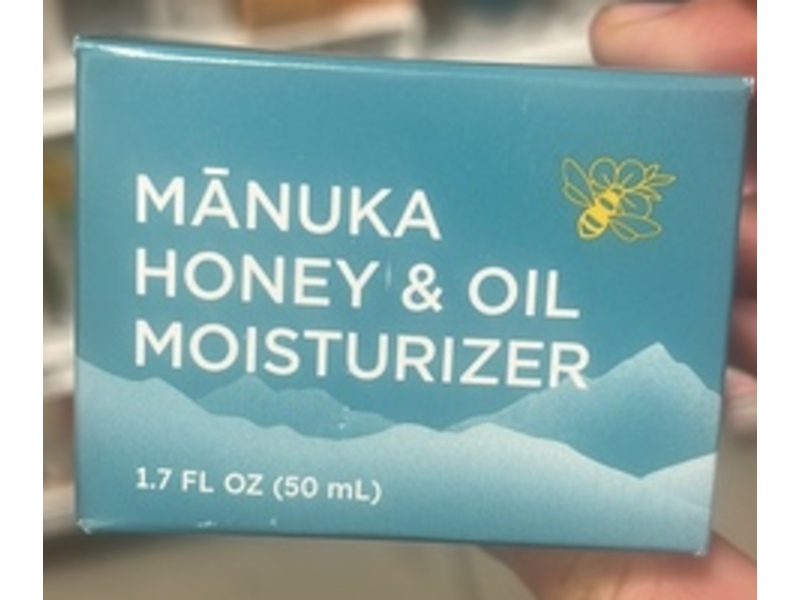 MĀNUKA
HONEY & OIL
MOISTURIZER
1.7 FL OZ (50 mL)